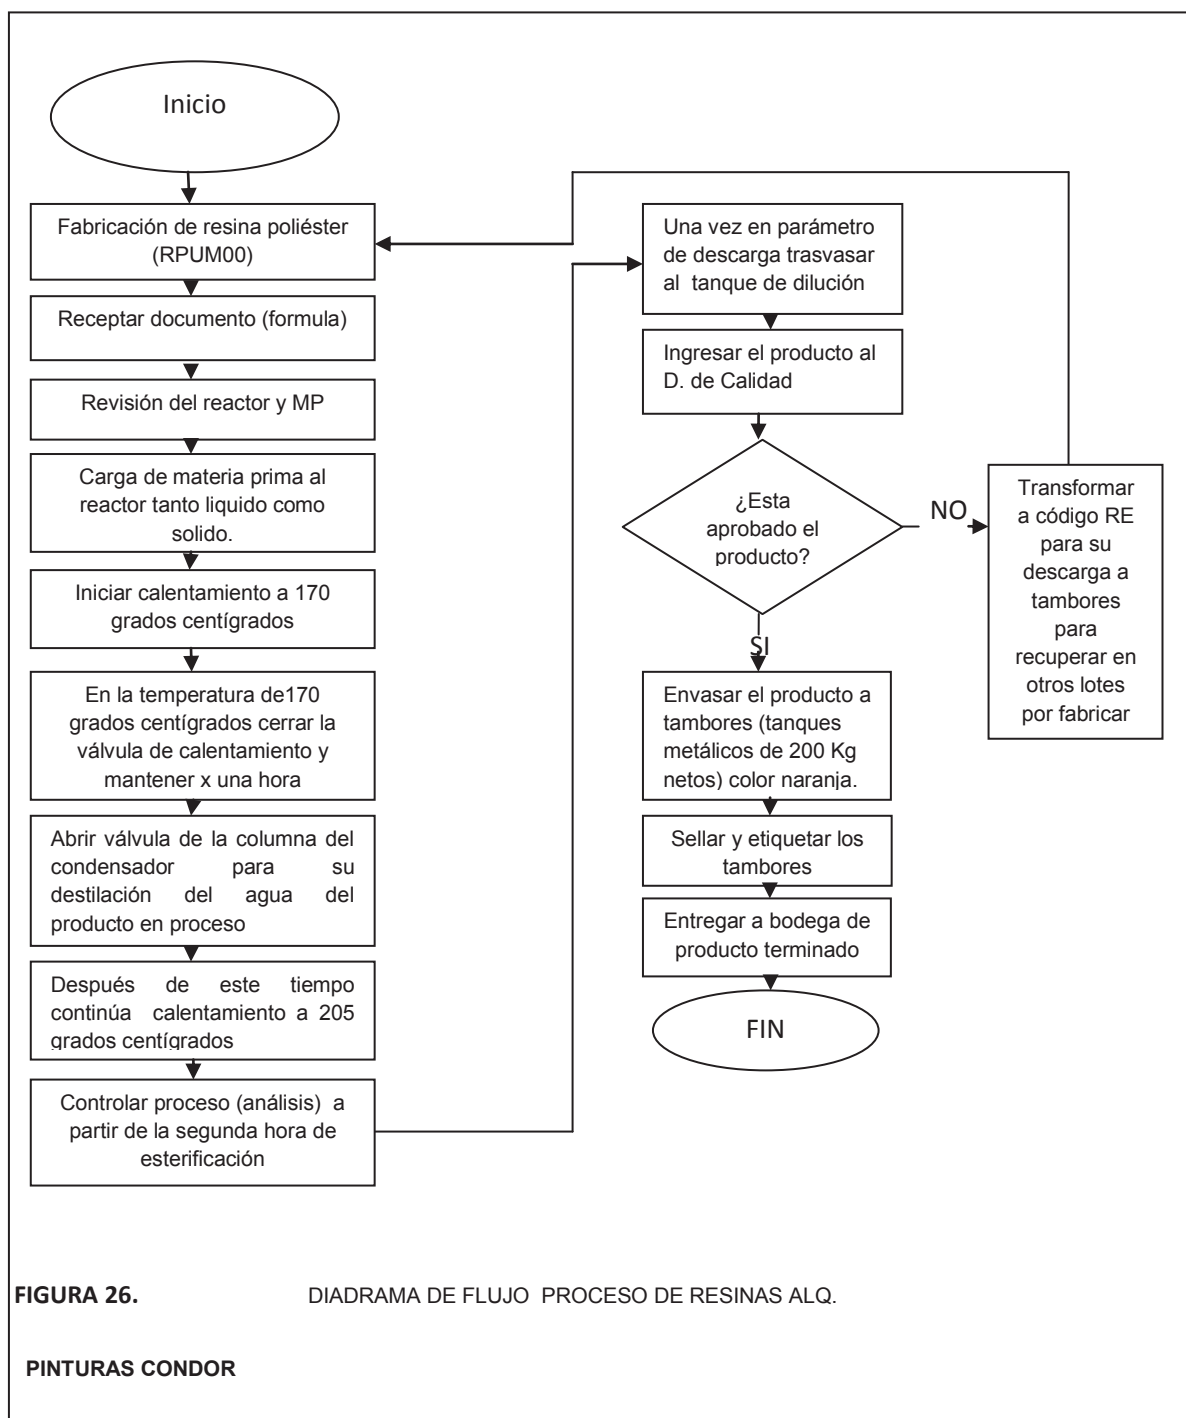 Inicio
Fabricación de resina poliéster
(RPUM00)
Receptar documento (formula)
Revisión del reactor y MP
Carga de materia prima al
reactor tanto liquido como
solido.
Iniciar calentamiento a 170
grados centígrados
En la temperatura de170
grados centígrados cerrar la
válvula de calentamiento y
mantener x una hora
Abrir válvula de la columna del
condensador para su
destilación del agua del
producto en proceso
Después de este tiempo
continúa calentamiento a 205
grados centígrados
Controlar proceso (análisis) a
partir de la segunda hora de
esterificación
Una vez en parámetro
de descarga trasvasar
al tanque de dilución
Ingresar el producto al
D. de Calidad
¿Esta
aprobado el
producto?
NO
Transformar
a código RE
para su
descarga a
tambores
para
recuperar en
otros lotes
por fabricar
SI
Envasar el producto a
tambores (tanques
metálicos de 200 Kg
netos) color naranja.
Sellar y etiquetar los
tambores
Entregar a bodega de
producto terminado
FIN
FIGURA 26. DIADRAMA DE FLUJO PROCESO DE RESINAS ALQ.
PINTURAS CONDOR